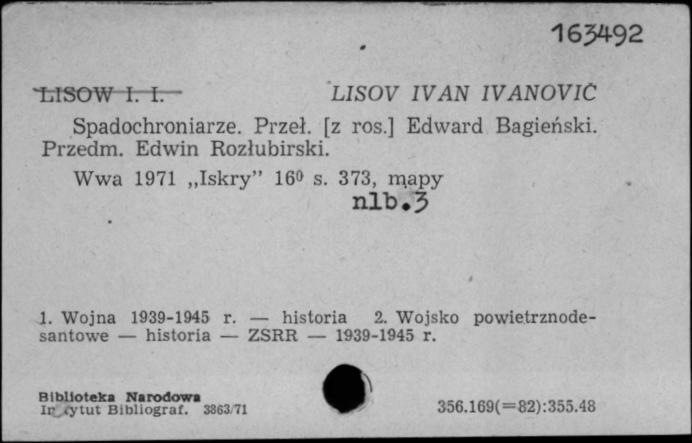 163492
LISOW I. I. LISOV IVAN IVANOVIČ
Spadochroniarze. Przeł. [z ros.] Edward Bagieński.
Przedm. Edwin Rozłubirski.
Wwa 1971 „Iskry” 16⁰ s. 373, mapy
nlb.3
1. Wojna 1939-1945 r. — historia 2. Wojsko powietrznode-
santowe — historia — ZSRR — 1939-1945 r.
Biblioteka Narodowa
Instytut Bibliograf. 3863/71
356.169(=82):355.48